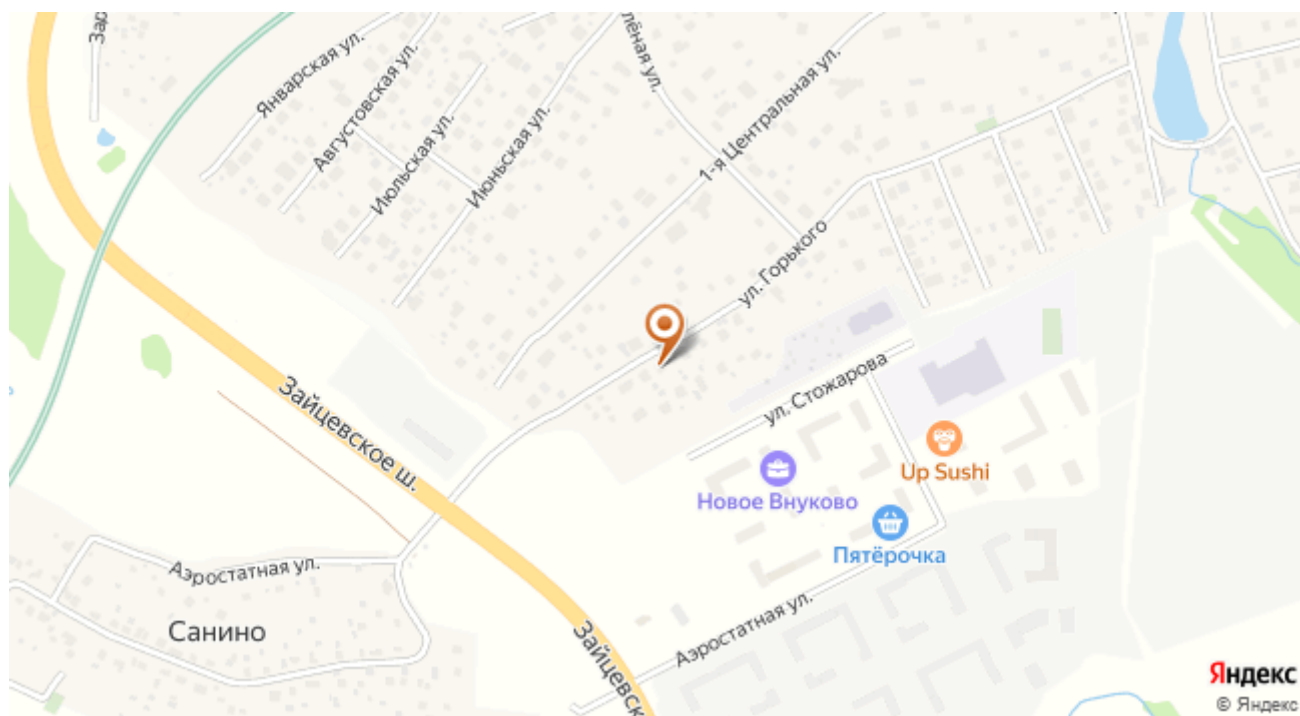 Зар
Январская ул.
Августовская ул.
Июльская ул.
Июньская ул.
лёная ул.
1-я Центральная ул.
ул. Горького
Зайцевское ш.
ул. Стожарова
Up Sushi
Новое Внуково
Пятёрочка
Аэростатная ул.
Санино
Аэростатная ул.
Зайцевск
Яндекс
© Яндекс